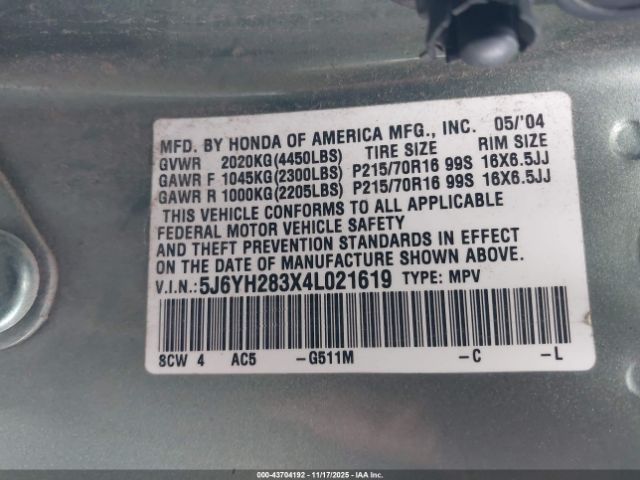 MFD. BY HONDA OF AMERICA MFG., INC. 05/'04
GVWR 2020KG(4450LBS) TIRE SIZE RIM SIZE
GAWR F 1045KG(2300LBS) P215/70R16 99S 16X6.5JJ
GAWR R 1000KG(2205LBS) P215/70R16 99S 16X6.5JJ
THIS VEHICLE CONFORMS TO ALL APPLICABLE
FEDERAL MOTOR VEHICLE SAFETY
AND THEFT PREVENTION STANDARDS IN EFFECT
ON THE DATE OF MANUFACTURE SHOWN ABOVE.
V.I.N.: 5J6YH283X4L021619 TYPE: MPV
SCW 4 AC5 -G511M -C -L
000-43704192 - 11/17/2025 - IAA Inc.